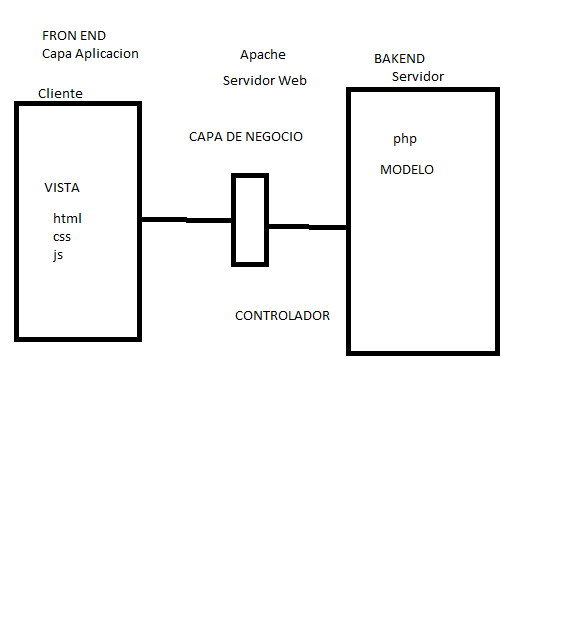 FRON END
Capa Aplicacion
Cliente
VISTA
html
css
js
Apache
Servidor Web
CAPA DE NEGOCIO
CONTROLADOR
BAKEND
Servidor
php
MODELO